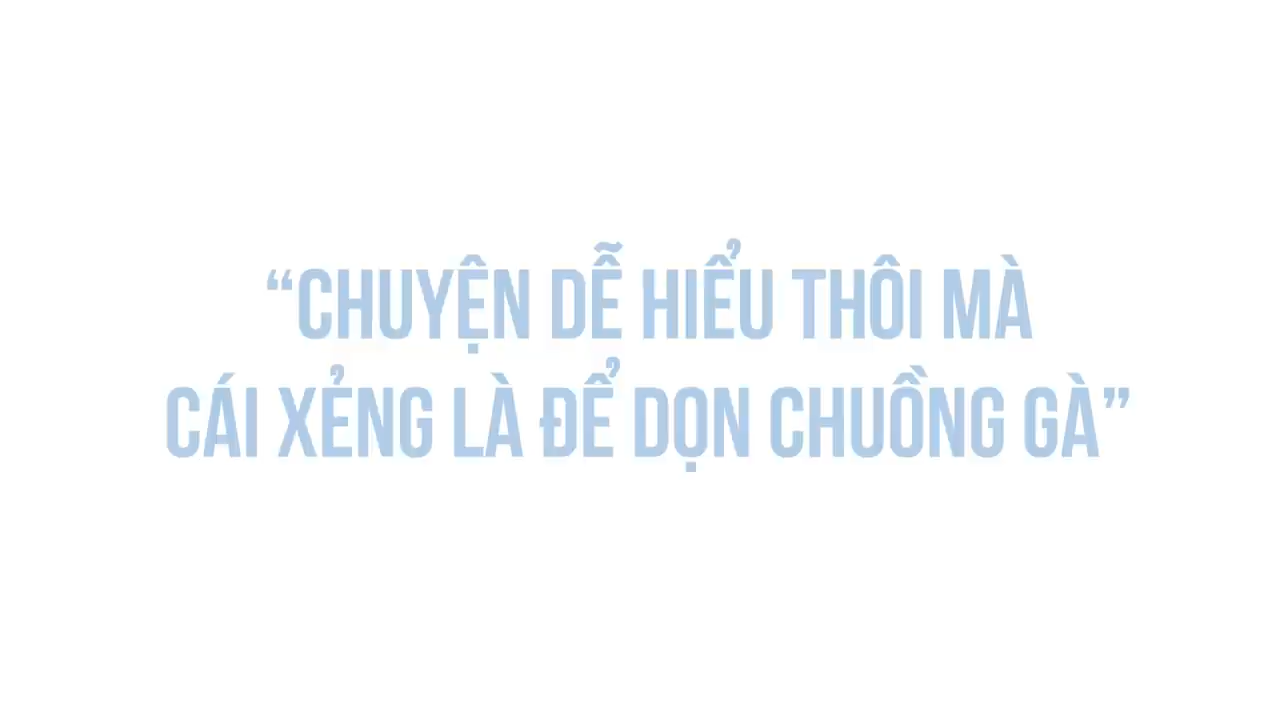 “CHUYỆN DỄ HIỂU THÔI MÀ
CÁI XẺNG LÀ ĐỂ DỌN CHUỒNG GÀ”